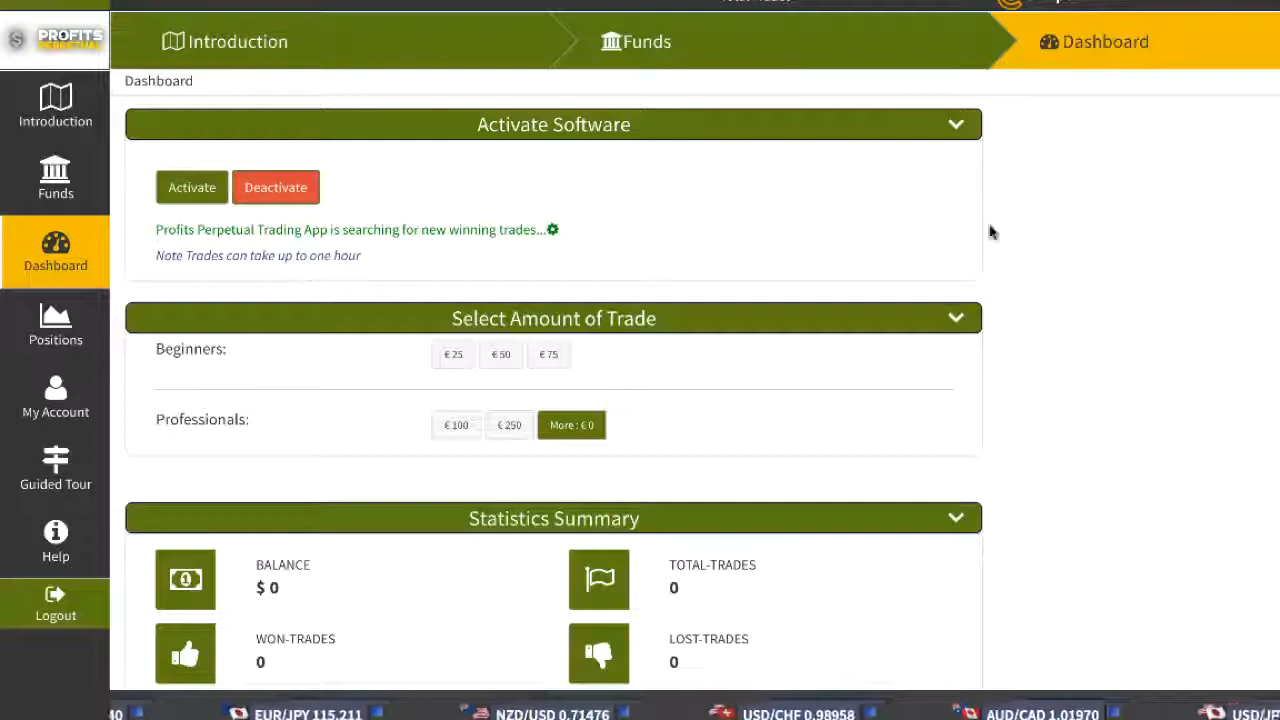 PROFITS
PERPETUAL
Introduction
Funds
Dashboard
Introduction
Funds
Dashboard
Positions
My Account
Guided Tour
Help
Logout
Dashboard
Activate Software
Activate
Deactivate
Profits Perpetual Trading App is searching for new winning trades...
Note Trades can take up to one hour
Select Amount of Trade
Beginners:
€ 25
€ 50
€ 75
Professionals:
€ 100
€ 250
More : € 0
Statistics Summary
BALANCE
$ 0
TOTAL-TRADES
0
WON-TRADES
0
LOST-TRADES
0
40 EUR/JPY 115.211 NZD/USD 0.71476 USD/CHF 0.98958 AUD/CAD 1.01970